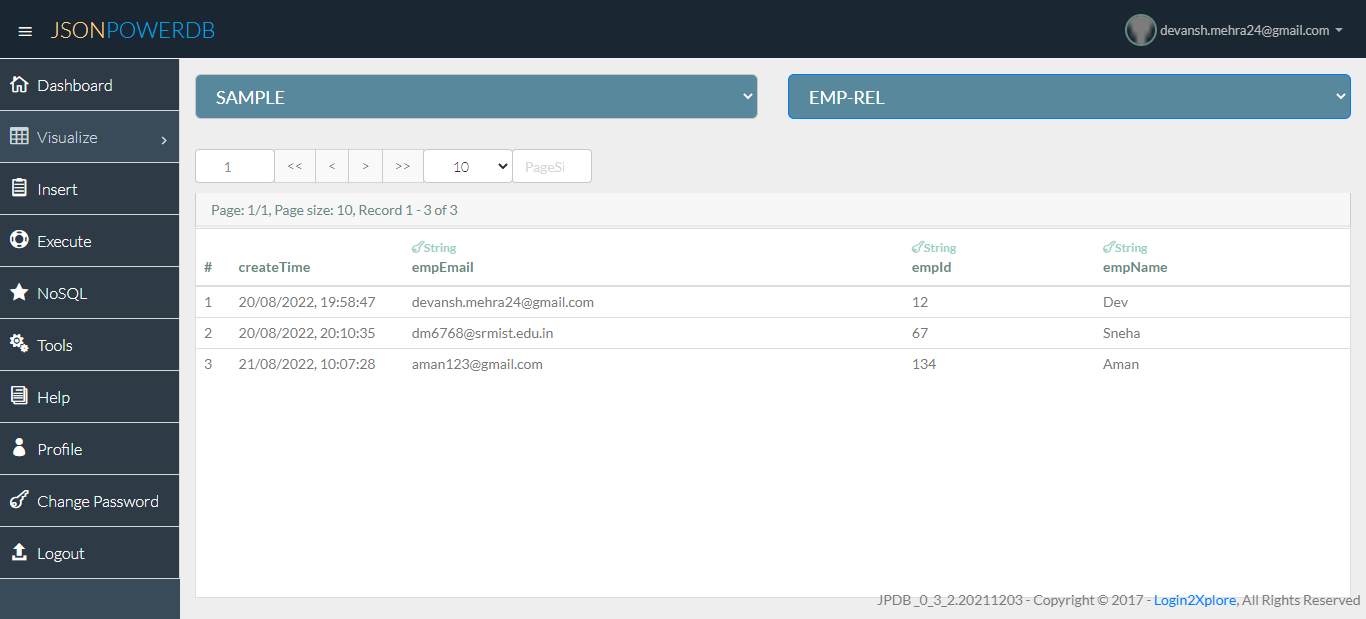 JSONPOWERDB
devansh.mehra24@gmail.com
Dashboard
Visualize
Insert
Execute
NoSQL
Tools
Help
Profile
Change Password
Logout
SAMPLE
EMP-REL
1 << < > >> 10 PageSi
Page: 1/1, Page size: 10, Record 1 - 3 of 3
String String String
# createTime empEmail empId empName
1 20/08/2022, 19:58:47 devansh.mehra24@gmail.com 12 Dev
2 20/08/2022, 20:10:35 dm6768@srmist.edu.in 67 Sneha
3 21/08/2022, 10:07:28 aman123@gmail.com 134 Aman
JPDB_0_3_2.20211203 - Copyright © 2017 - Login2Xplore, All Rights Reserved